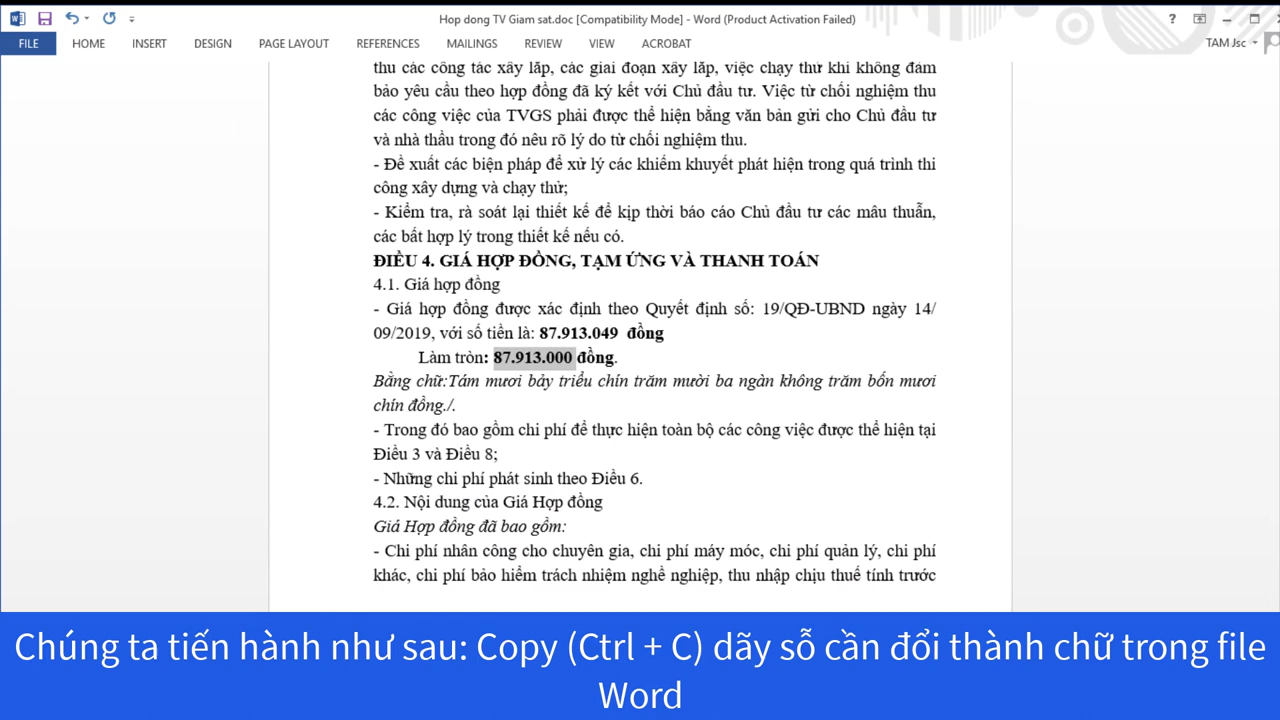 Hop dong TV Giam sat.doc [Compatibility Mode] - Word (Product Activation Failed)
FILE HOME INSERT DESIGN PAGE LAYOUT REFERENCES MAILINGS REVIEW VIEW ACROBAT TAM Jsc
thu các công tác xây lắp, các giai đoạn xây lắp, việc chạy thử khi không đảm
bảo yêu cầu theo hợp đồng đã ký kết với Chủ đầu tư. Việc từ chối nghiệm thu
các công việc của TVGS phải được thể hiện bằng văn bản gửi cho Chủ đầu tư
và nhà thầu trong đó nêu rõ lý do từ chối nghiệm thu.
- Đề xuất các biện pháp để xử lý các khiếm khuyết phát hiện trong quá trình thi
công xây dựng và chạy thử;
- Kiểm tra, rà soát lại thiết kế để kịp thời báo cáo Chủ đầu tư các mâu thuẫn,
các bất hợp lý trong thiết kế nếu có.
ĐIỀU 4. GIÁ HỢP ĐỒNG, TẠM ỨNG VÀ THANH TOÁN
4.1. Giá hợp đồng
- Giá hợp đồng được xác định theo Quyết định số: 19/QĐ-UBND ngày 14/
09/2019, với số tiền là: 87.913.049 đồng
Làm tròn: 87.913.000 đồng.
Bằng chữ:Tám mươi bảy triểu chín trăm mười ba ngàn không trăm bốn mươi
chín đồng./.
- Trong đó bao gồm chi phí để thực hiện toàn bộ các công việc được thể hiện tại
Điều 3 và Điều 8;
- Những chi phí phát sinh theo Điều 6.
4.2. Nội dung của Giá Hợp đồng
Giá Hợp đồng đã bao gồm:
- Chi phí nhân công cho chuyên gia, chi phí máy móc, chi phí quản lý, chi phí
khác, chi phí bảo hiểm trách nhiệm nghề nghiệp, thu nhập chịu thuế tính trước
Chúng ta tiến hành như sau: Copy (Ctrl + C) dãy sỗ cần đổi thành chữ trong file
Word